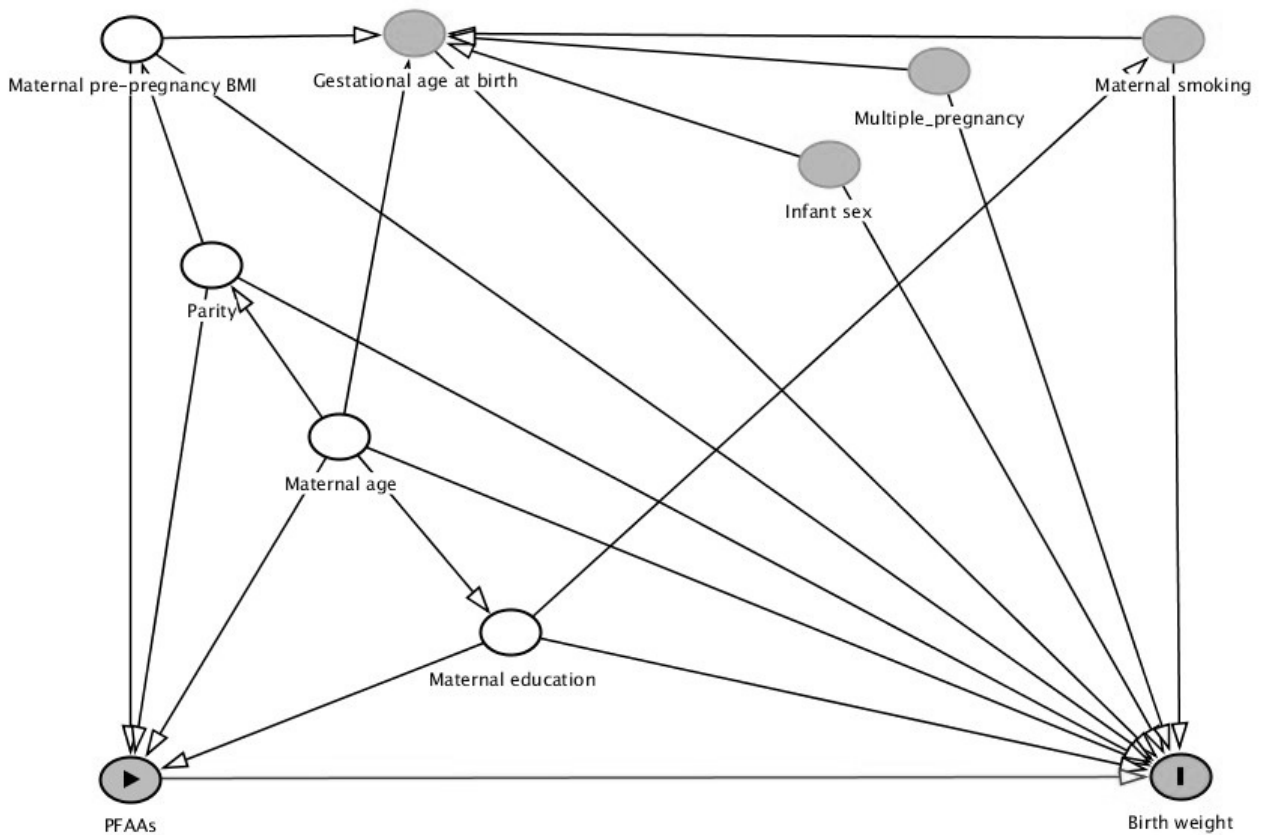 Maternal pre-pregnancy BMI
Gestational age at birth
Maternal smoking
Multiple_pregnancy
Infant sex
Parity
Maternal age
Maternal education
PFAAs
Birth weight